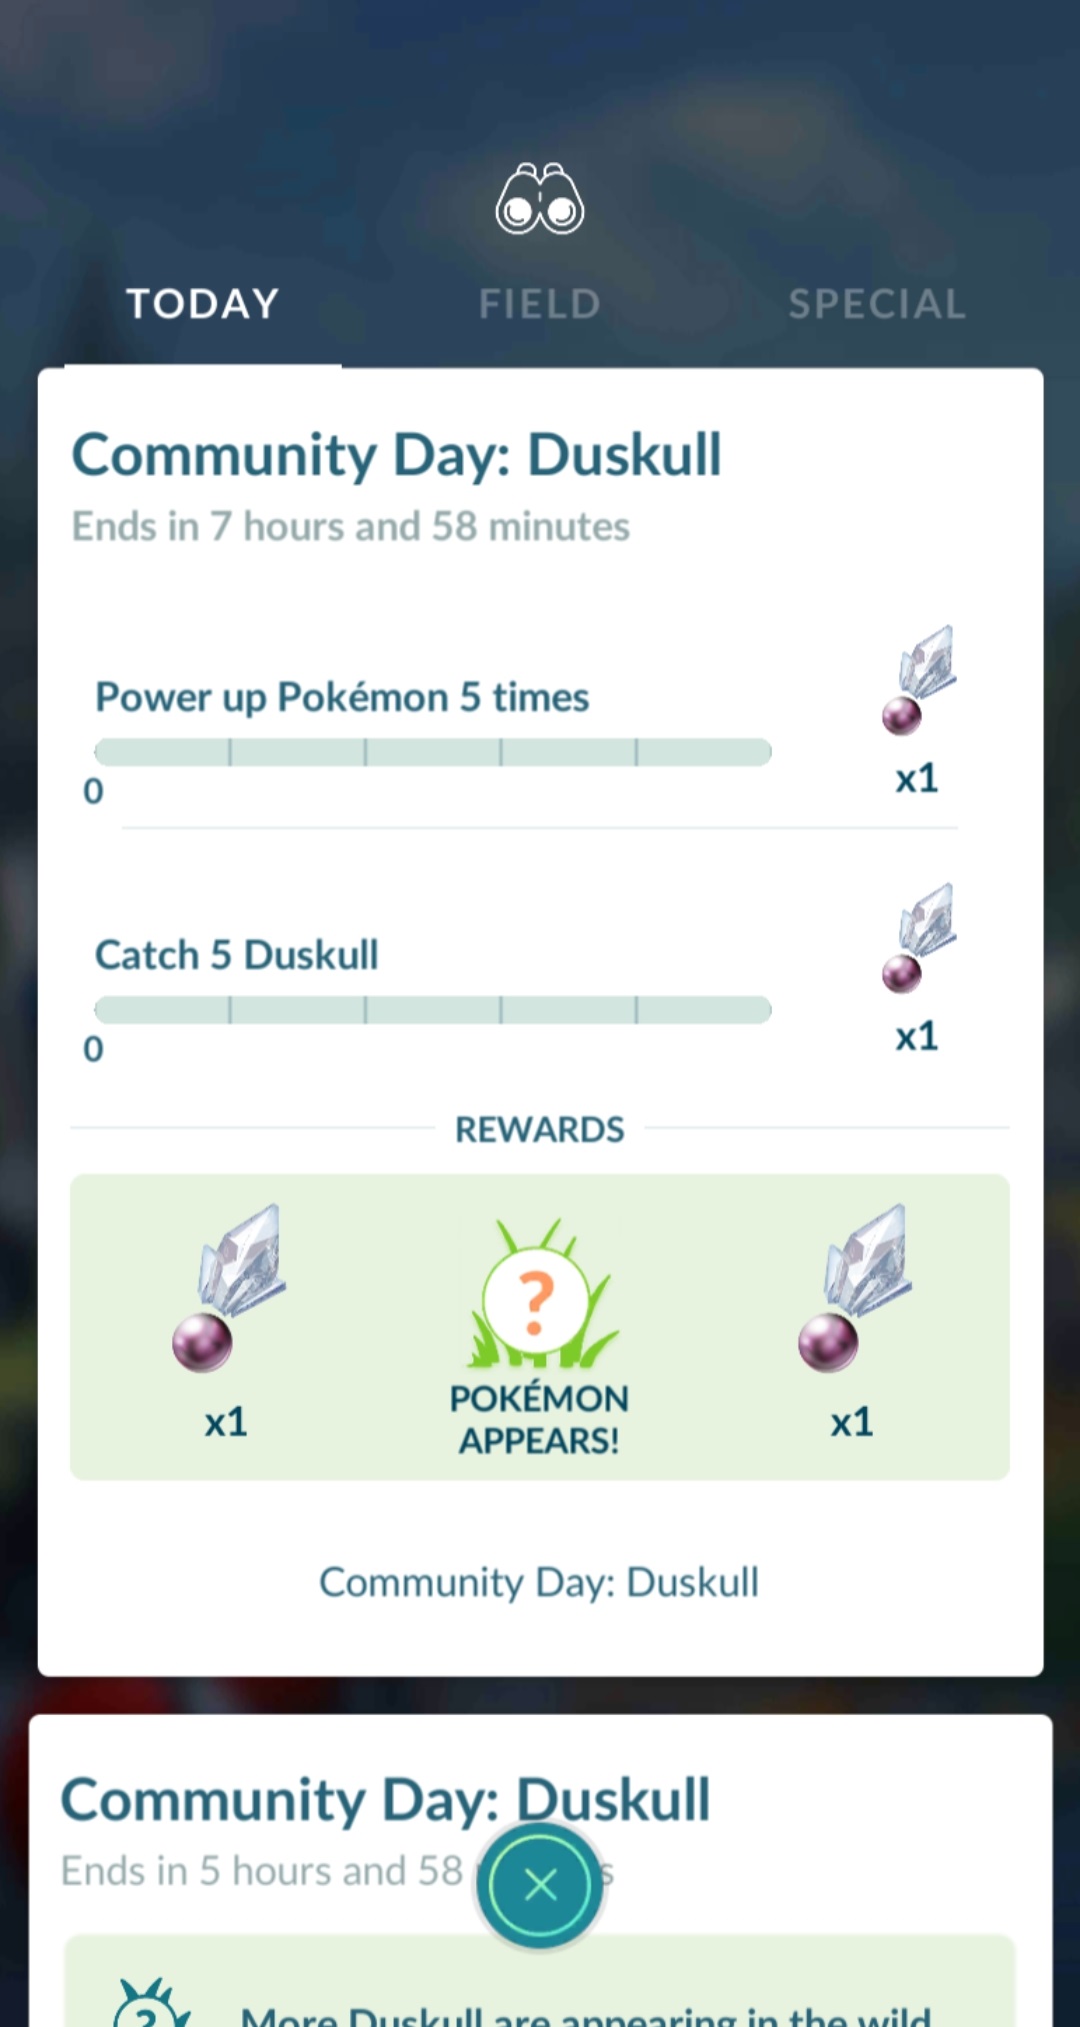 TODAY
FIELD
SPECIAL
Community Day: Duskull
Ends in 7 hours and 58 minutes
Power up Pokémon 5 times
0
x1
Catch 5 Duskull
0
x1
REWARDS
?
x1
POKÉMON
APPEARS!
x1
Community Day: Duskull
Community Day: Duskull
Ends in 5 hours and 58
?
More Duskull are appearing in the wild